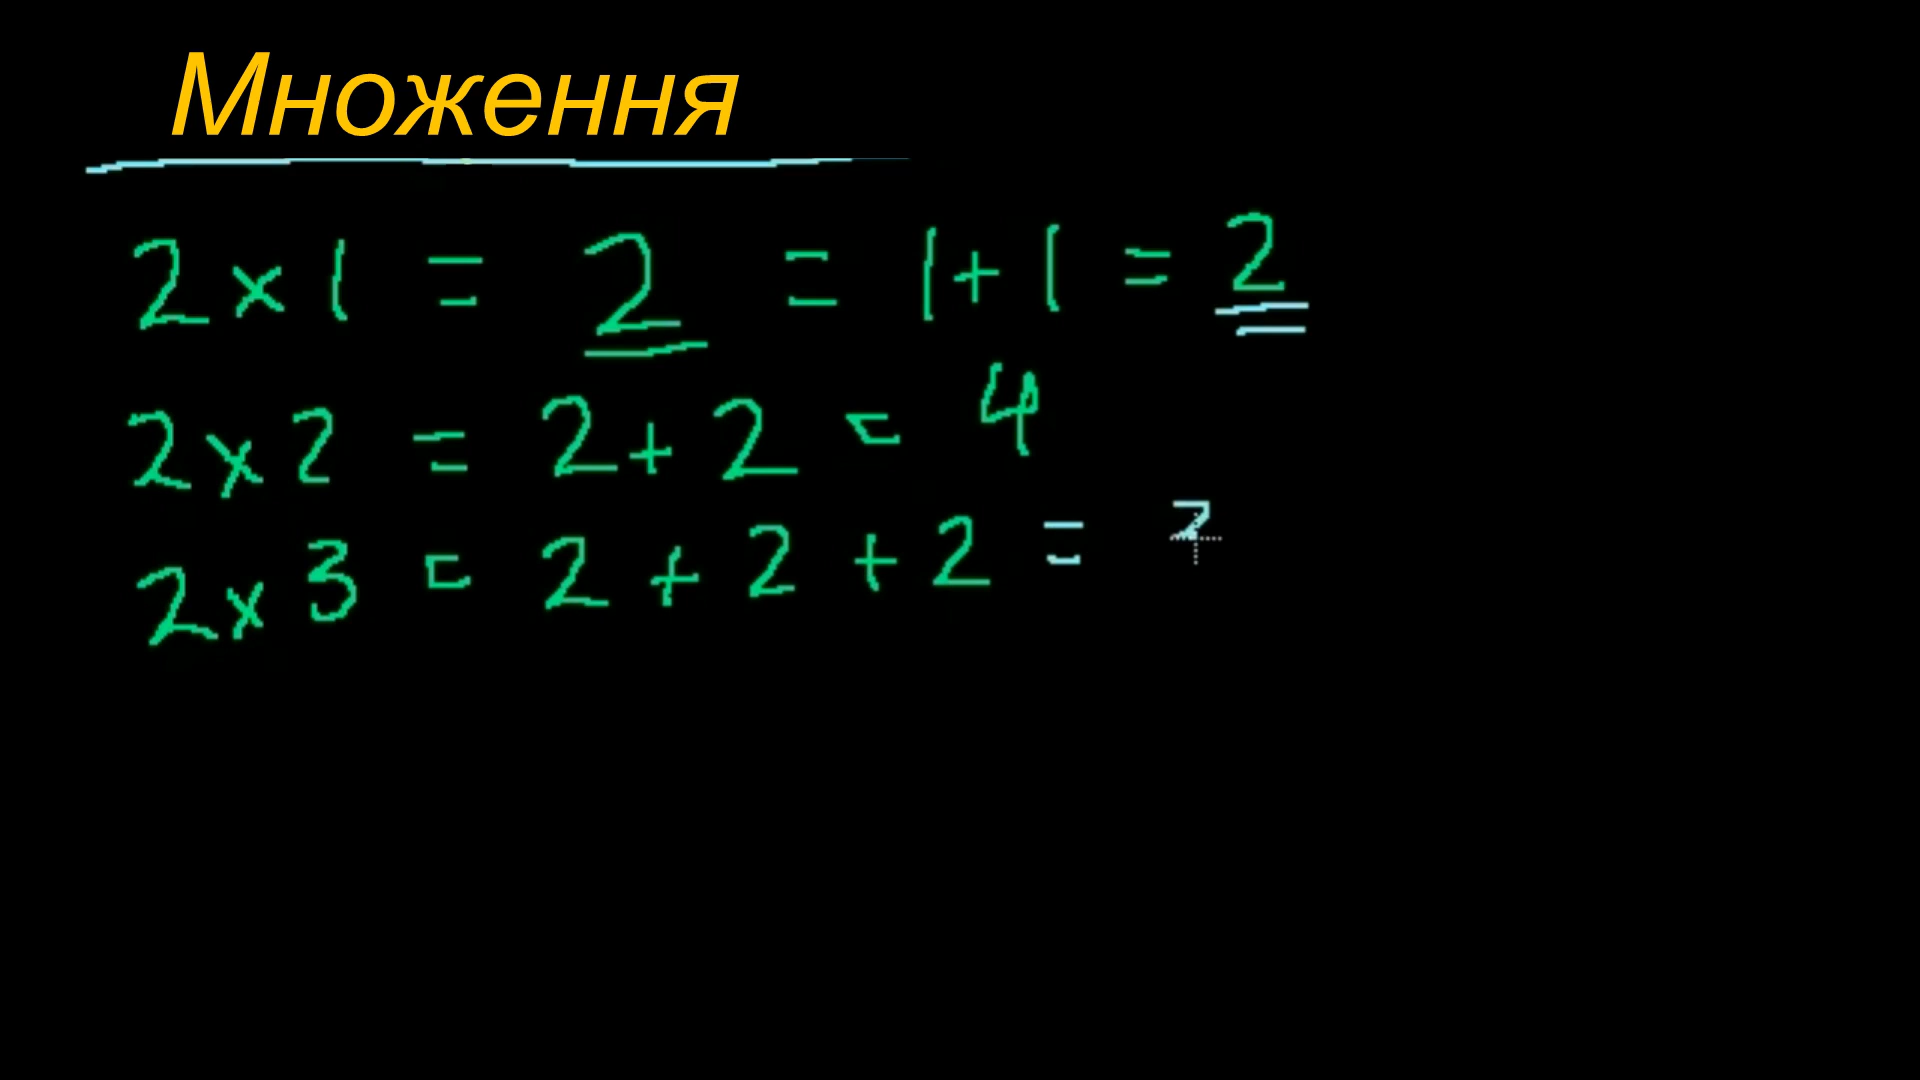 Множення
2 x 1 = 2 = 1 + 1 = 2
2 x 2 = 2 + 2 = 4
2 x 3 = 2 + 2 + 2 =